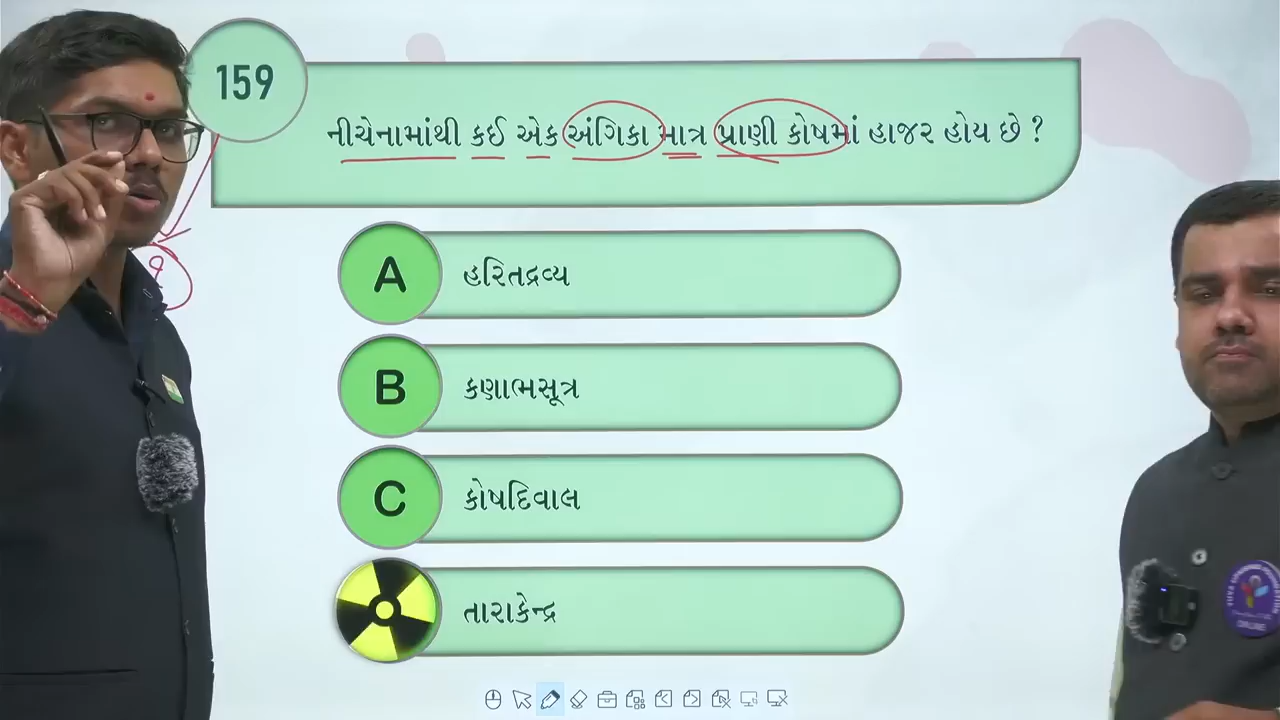 159
નીચેનામાંથી કઈ એક અંગિકા માત્ર પ્રાણી કોષમાં હાજર હોય છે ?
A હરિતદ્રવ્ય
B કણાભસૂત્ર
C કોષદિવાલ
તારાકેન્દ્ર